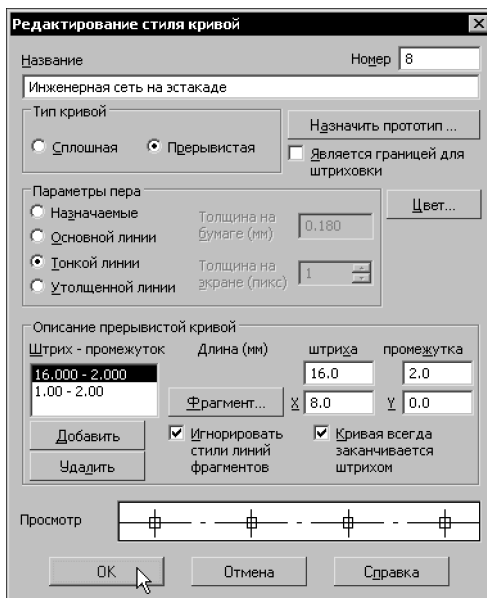 Редактирование стиля кривой
Название
Номер 8
Инженерная сеть на эстакаде
Тип кривой
Сплошная Прерывистая
Назначить прототип ...
Является границей для
штриховки
Параметры пера
Назначаемые
Основной линии
Тонкой линии
Утолщенной линии
Толщина на
бумаге (мм)
0.180
Толщина на
экране (пикс)
1
Цвет...
Описание прерывистой кривой
Штрих - промежуток Длина (мм) штриха промежутка
16.000 - 2.000
1.00 - 2.00
16.0 2.0
Фрагмент... X 8.0 Y 0.0
Добавить
Удалить
Игнорировать
стили линий
фрагментов
Кривая всегда
заканчивается
штрихом
Просмотр
OK Отмена Справка